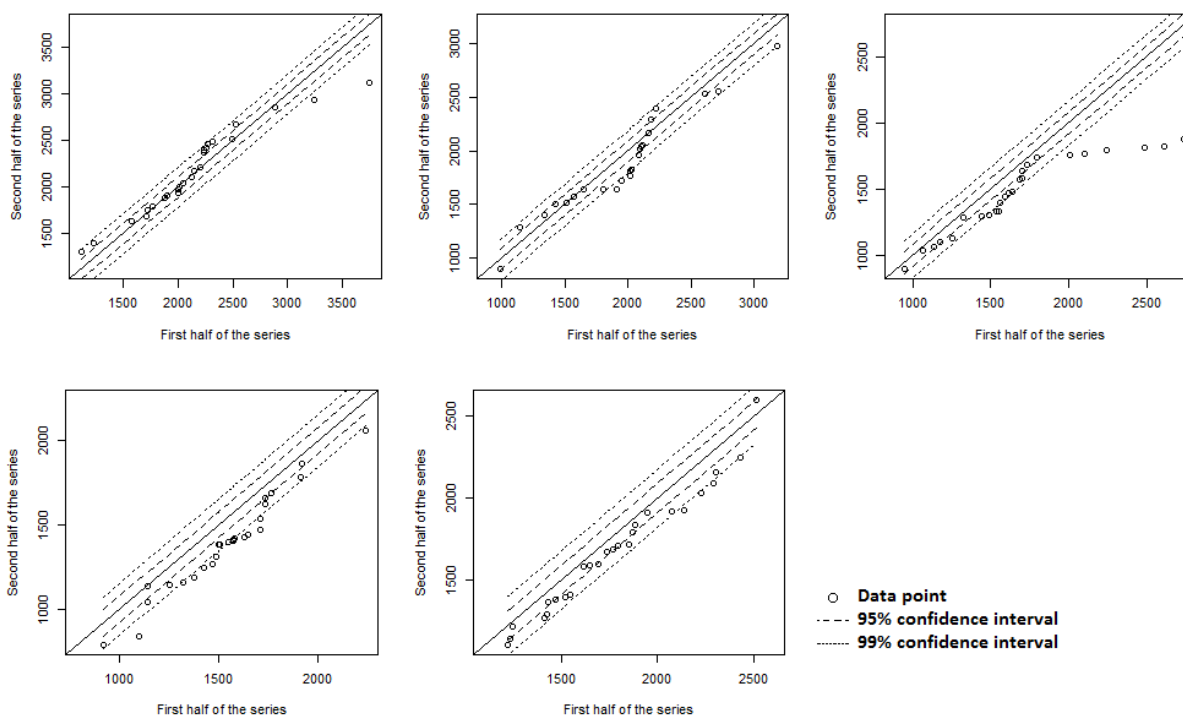 3500
3000
2500
2000
1500
Second half of the series
1500 2000 2500 3000 3500
First half of the series
3000
2500
2000
1500
1000
Second half of the series
1000 1500 2000 2500 3000
First half of the series
2500
2000
1500
1000
Second half of the series
1000 1500 2000 2500
First half of the series
2000
1500
1000
Second half of the series
1000 1500 2000
First half of the series
2500
2000
1500
Second half of the series
1500 2000 2500
First half of the series
Data point
95% confidence interval
99% confidence interval